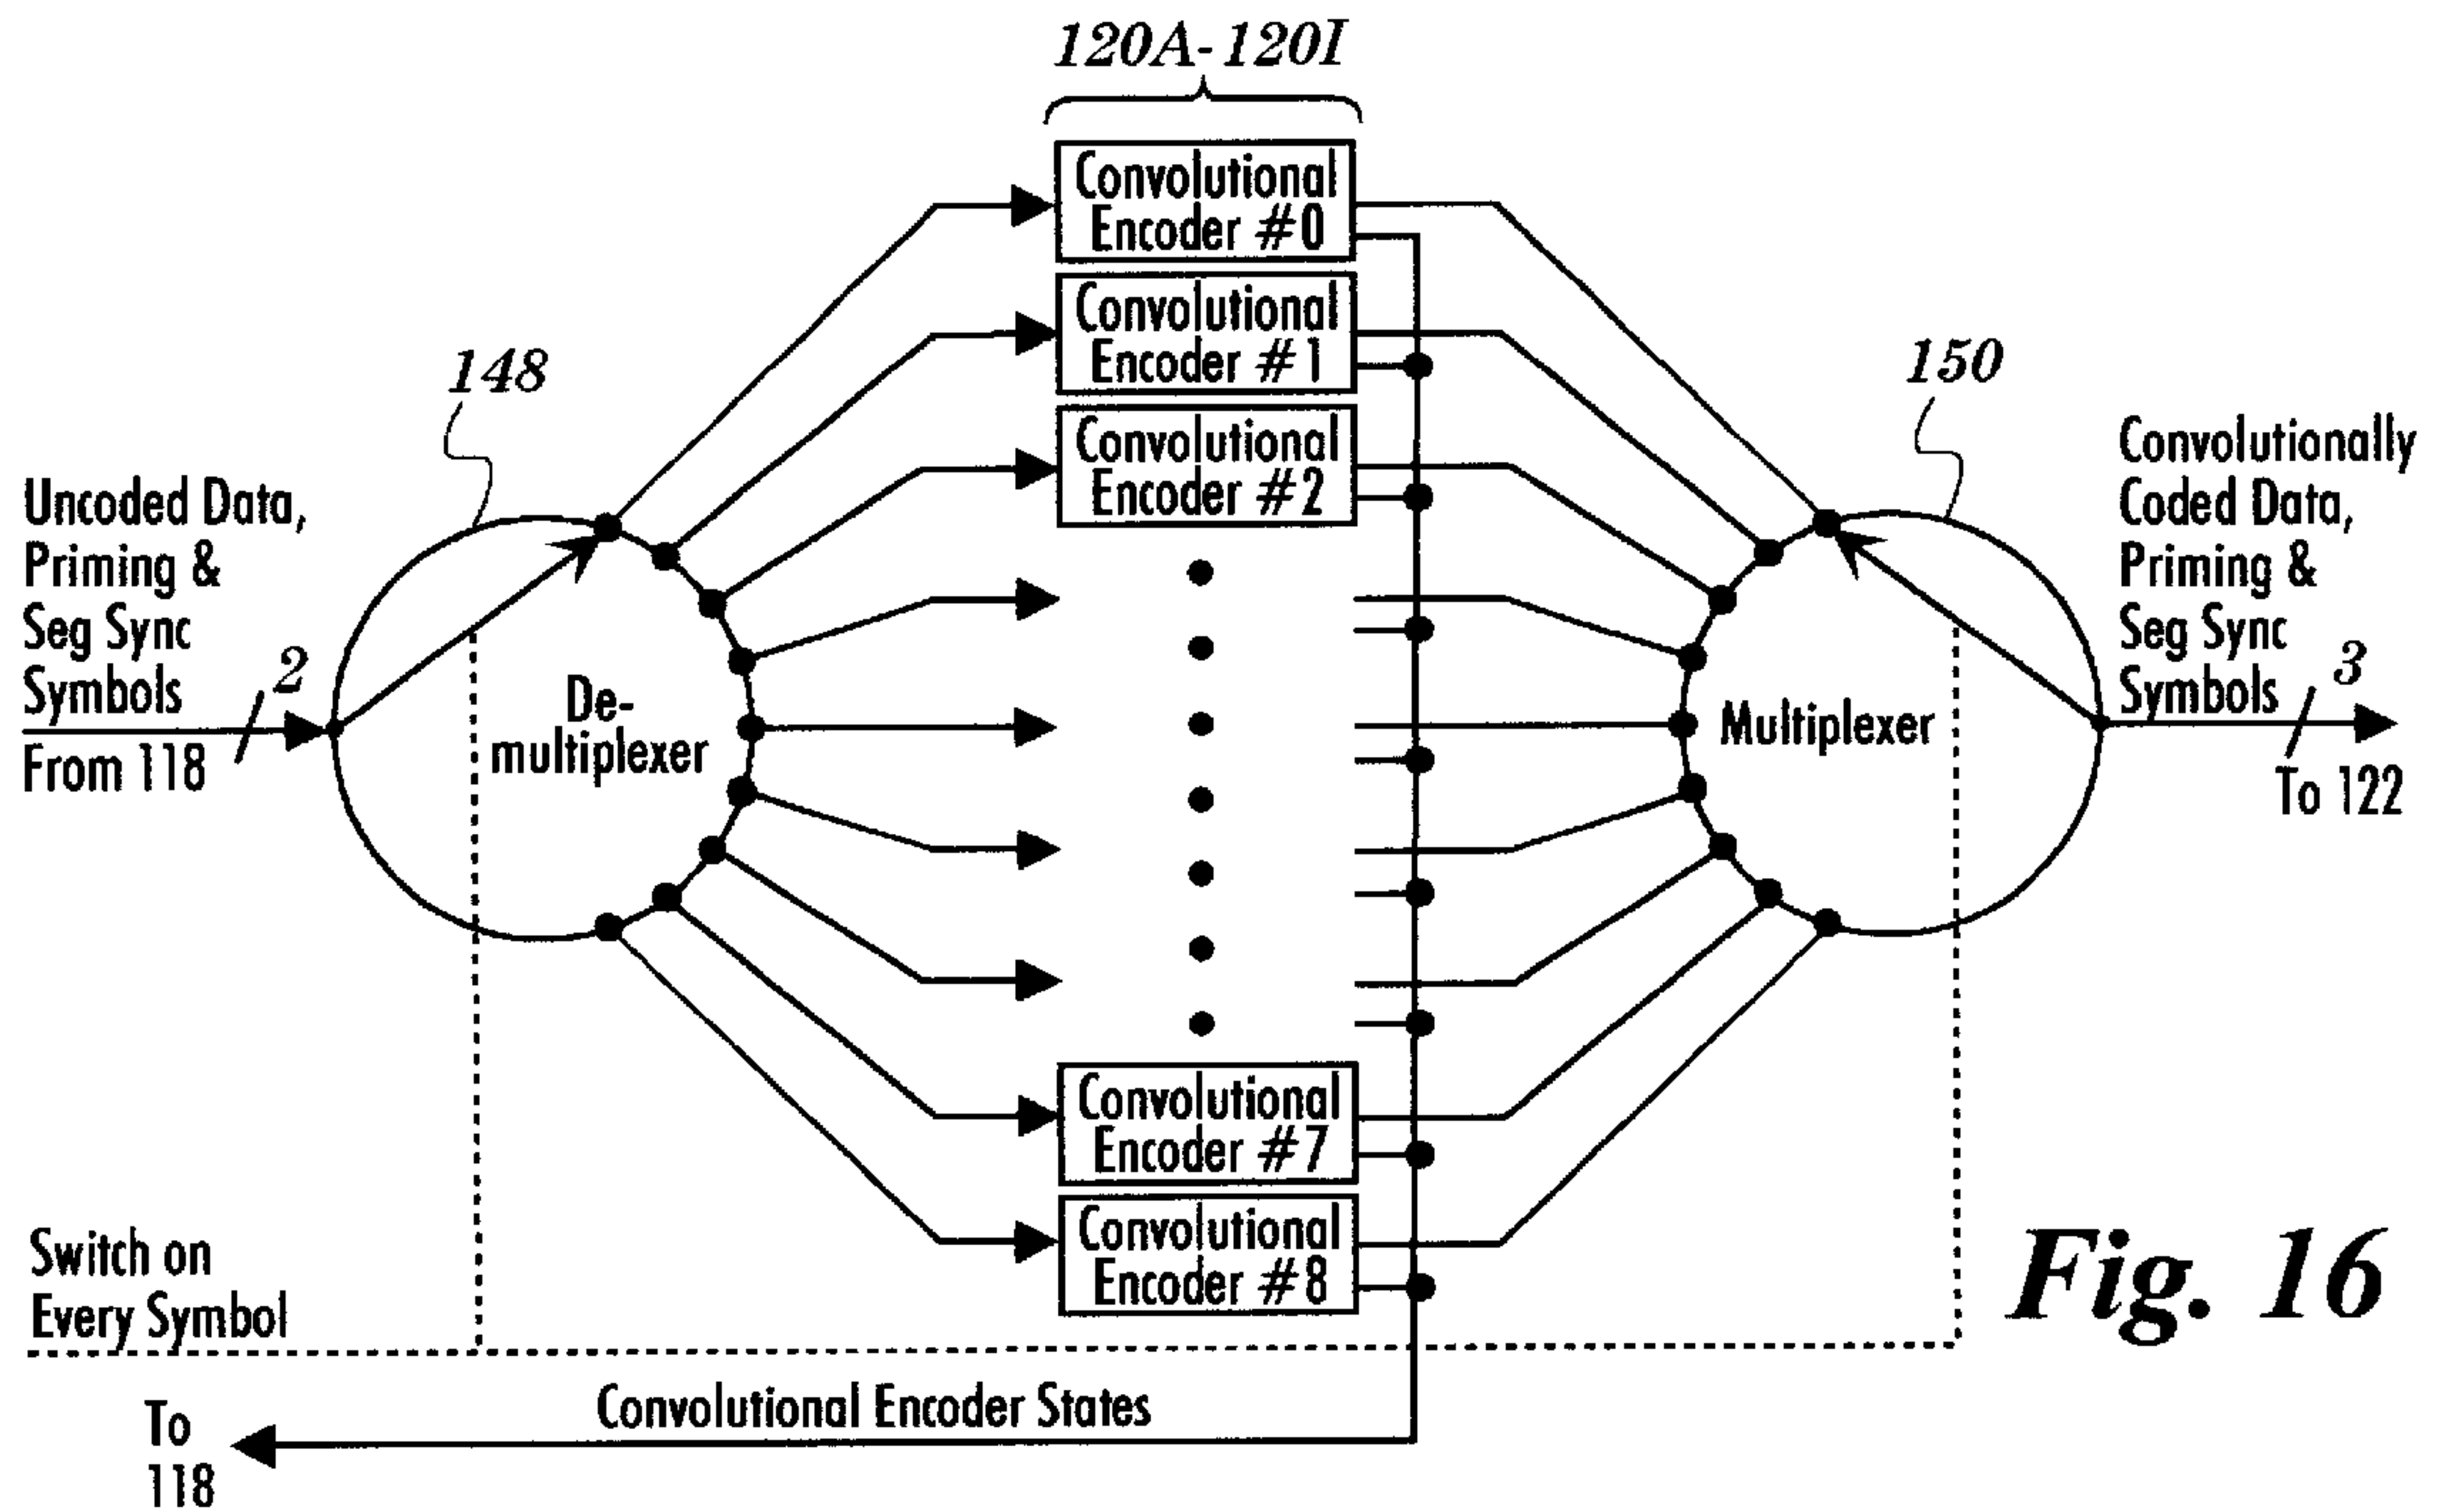 120A-120I
Convolutional
Encoder #0
Convolutional
Encoder #1
Convolutional
Encoder #2
148
150
Uncoded Data,
Priming &
Seg Sync
Symbols
2
From 118
De-
multiplexer
Multiplexer
Convolutionally
Coded Data,
Priming &
Seg Sync
Symbols
3
To 122
Convolutional
Encoder #7
Convolutional
Encoder #8
Switch on
Every Symbol
Fig. 16
Convolutional Encoder States
To
118